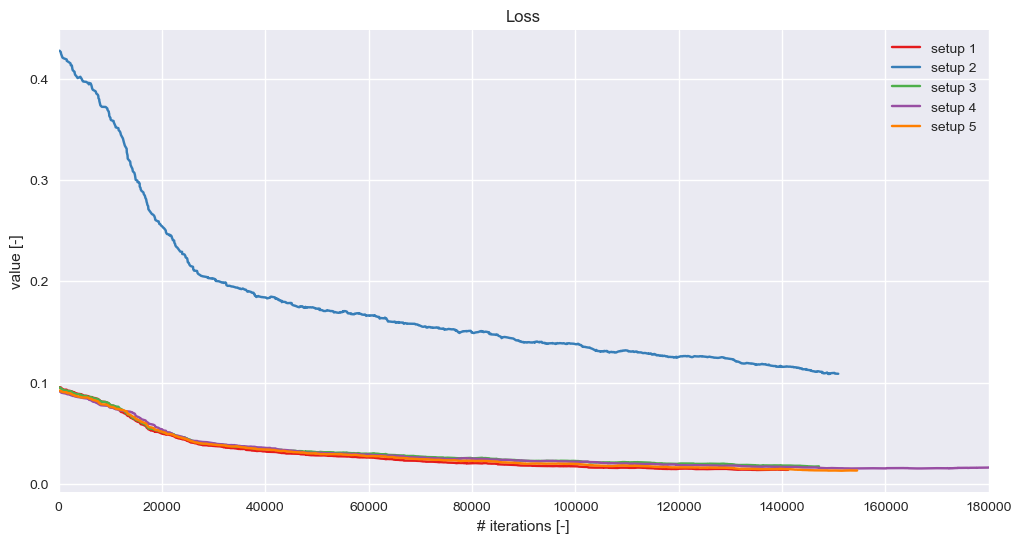 Loss
setup 1
setup 2
setup 3
setup 4
setup 5
value [-]
0.4
0.3
0.2
0.1
0.0
0 20000 40000 60000 80000 100000 120000 140000 160000 180000
# iterations [-]